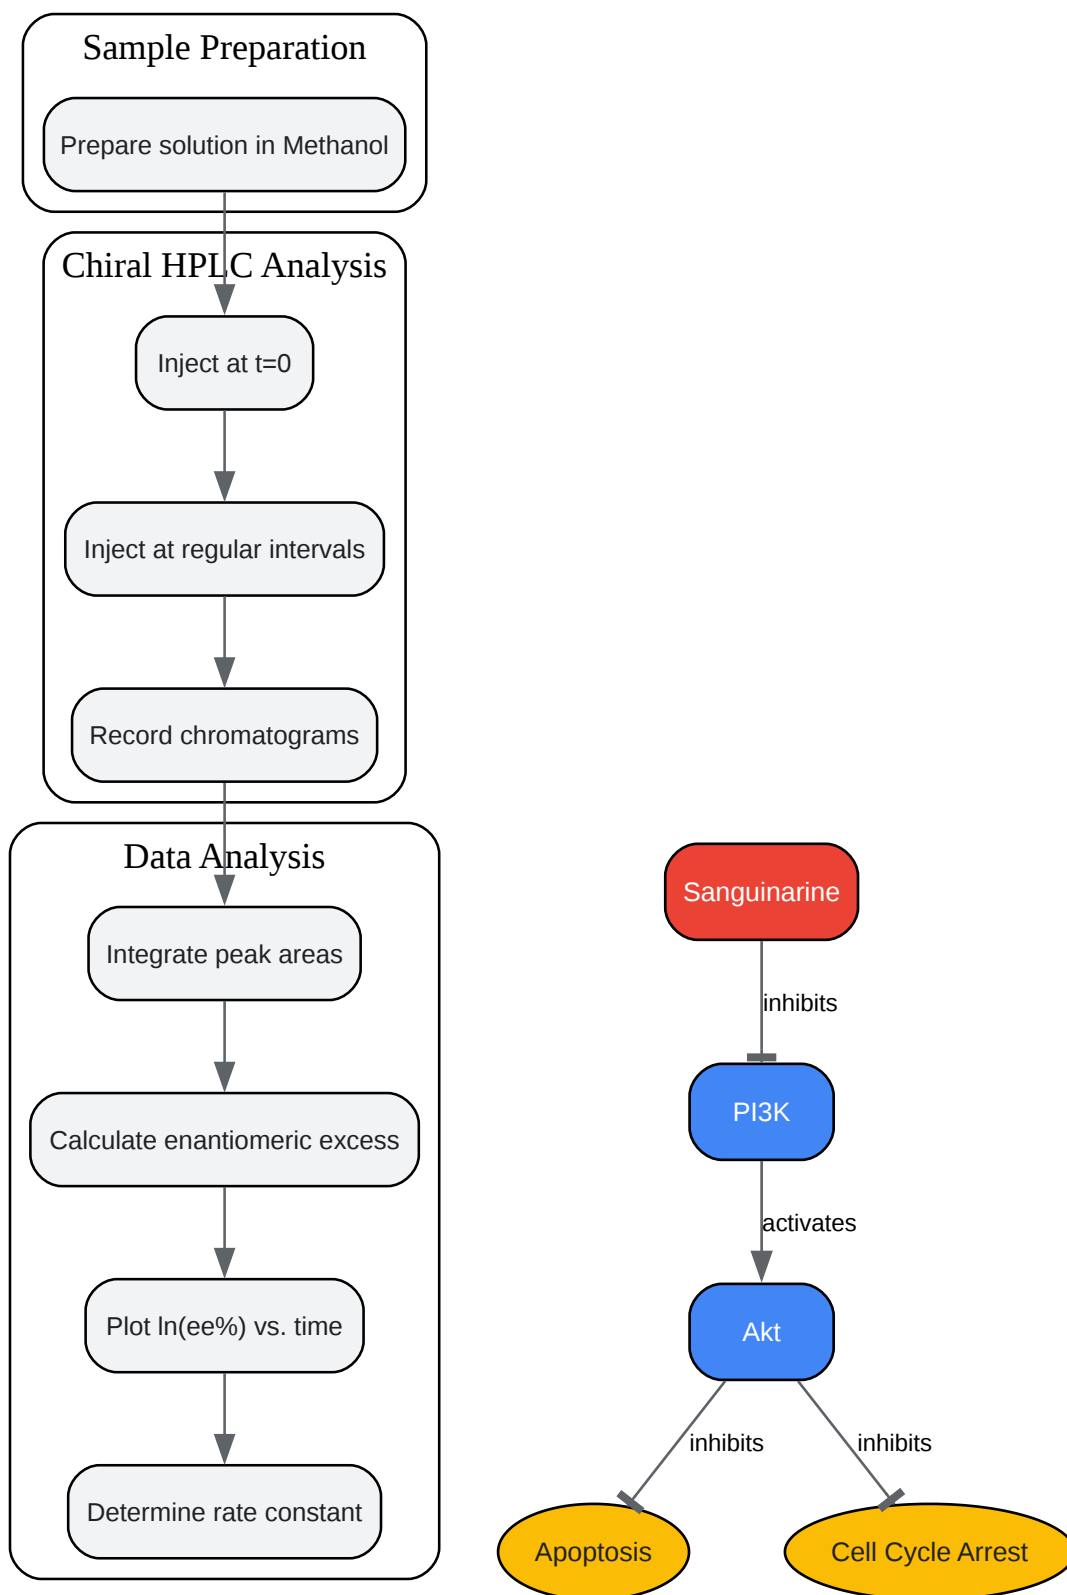 Sample Preparation
Prepare solution in Methanol
Chiral HPLC Analysis
Inject at t=0
Inject at regular intervals
Record chromatograms
Data Analysis
Integrate peak areas
Calculate enantiomeric excess
Plot ln(ee%) vs. time
Determine rate constant
Sanguinarine
inhibits
PI3K
activates
Akt
inhibits
inhibits
Apoptosis
Cell Cycle Arrest